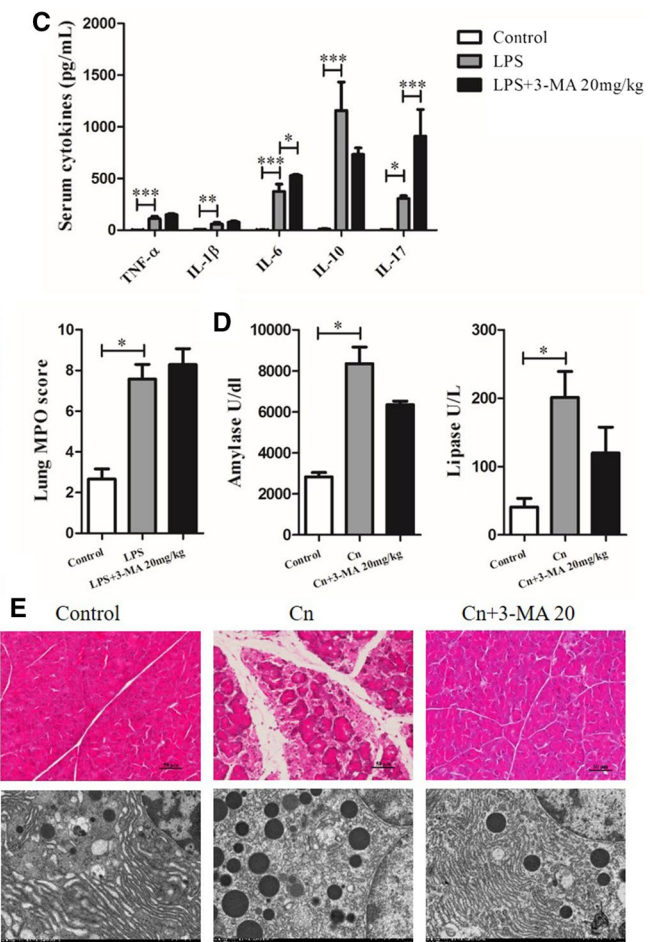 C
Serum cytokines (pg/mL)
2000
1500
1000
500
0
***
**
***
*
***
*
***
TNF-α
IL-1β
IL-6
IL-10
IL-17
Control
LPS
LPS+3-MA 20mg/kg
Lung MPO score
10
8
6
4
2
0
*
Control
LPS
LPS+3-MA 20mg/kg
D
Amylase U/dl
10000
8000
6000
4000
2000
0
*
Control
Cn
Cn+3-MA 20mg/kg
Lipase U/L
300
200
100
0
*
Control
Cn
Cn+3-MA 20mg/kg
E
Control
Cn
Cn+3-MA 20